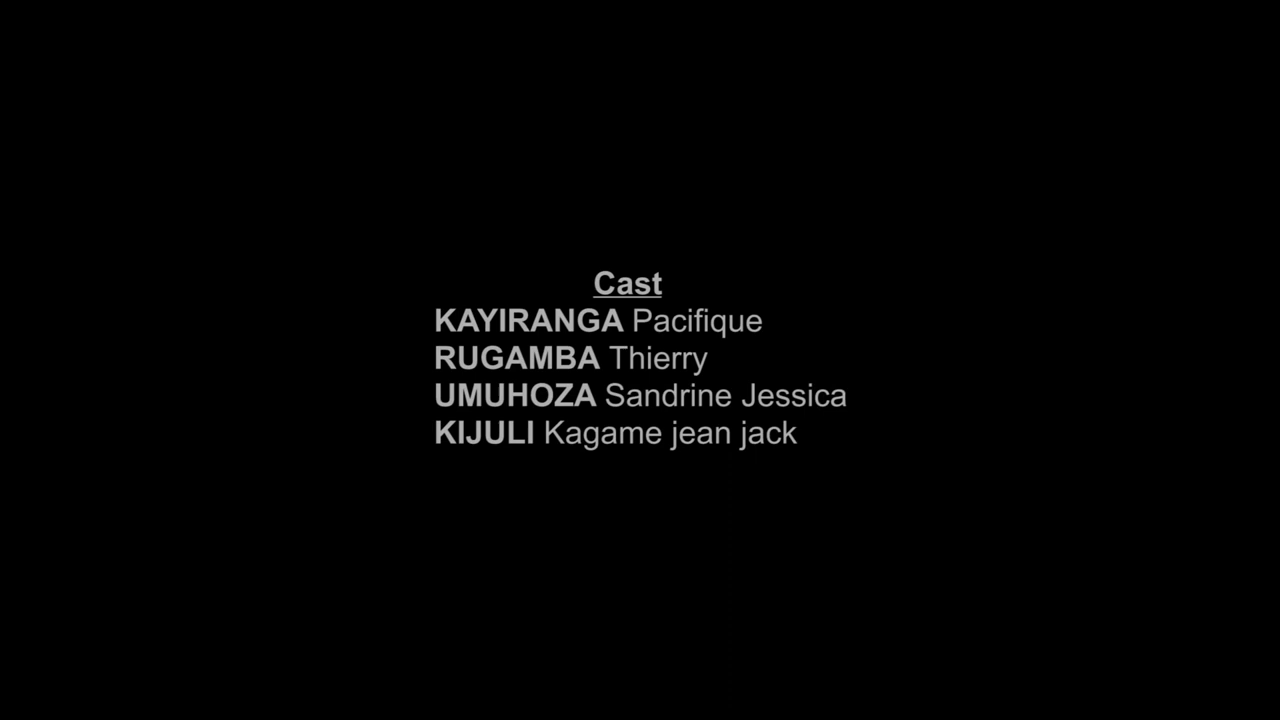 Cast
KAYIRANGA Pacifique
RUGAMBA Thierry
UMUHOZA Sandrine Jessica
KIJULI Kagame jean jack